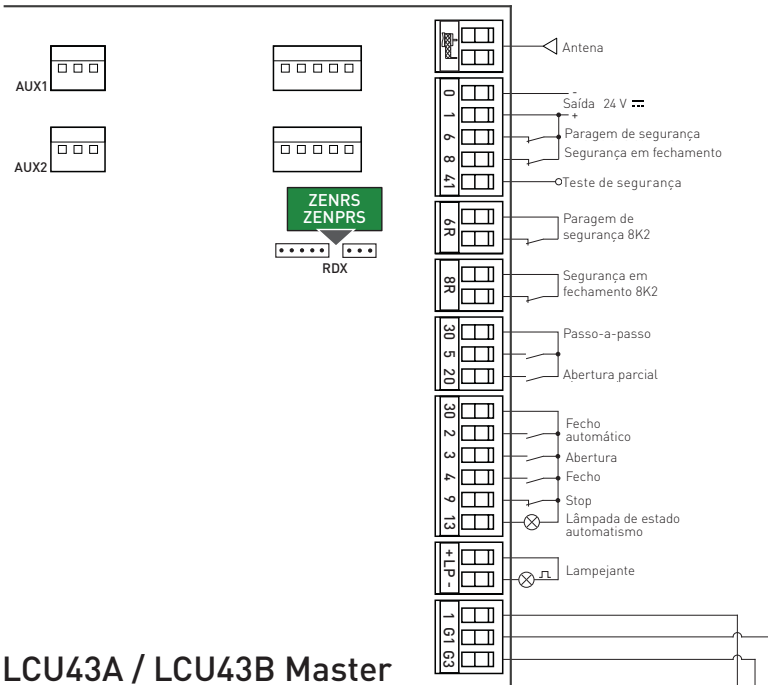 AUX1
AUX2
ZENRS
ZENPRS
RDX
Antena
0
1
6
8
41
-
Saída 24 V
+
Paragem de segurança
Segurança em fechamento
Teste de segurança
6R
Paragem de
segurança 8K2
8R
Segurança em
fechamento 8K2
30
5
20
Passo-a-passo
Abertura parcial
30
2
3
4
9
13
Fecho
automático
Abertura
Fecho
Stop
Lâmpada de estado
automatismo
+ LP -
Lampejante
1
G1
G3
LCU43A / LCU43B Master